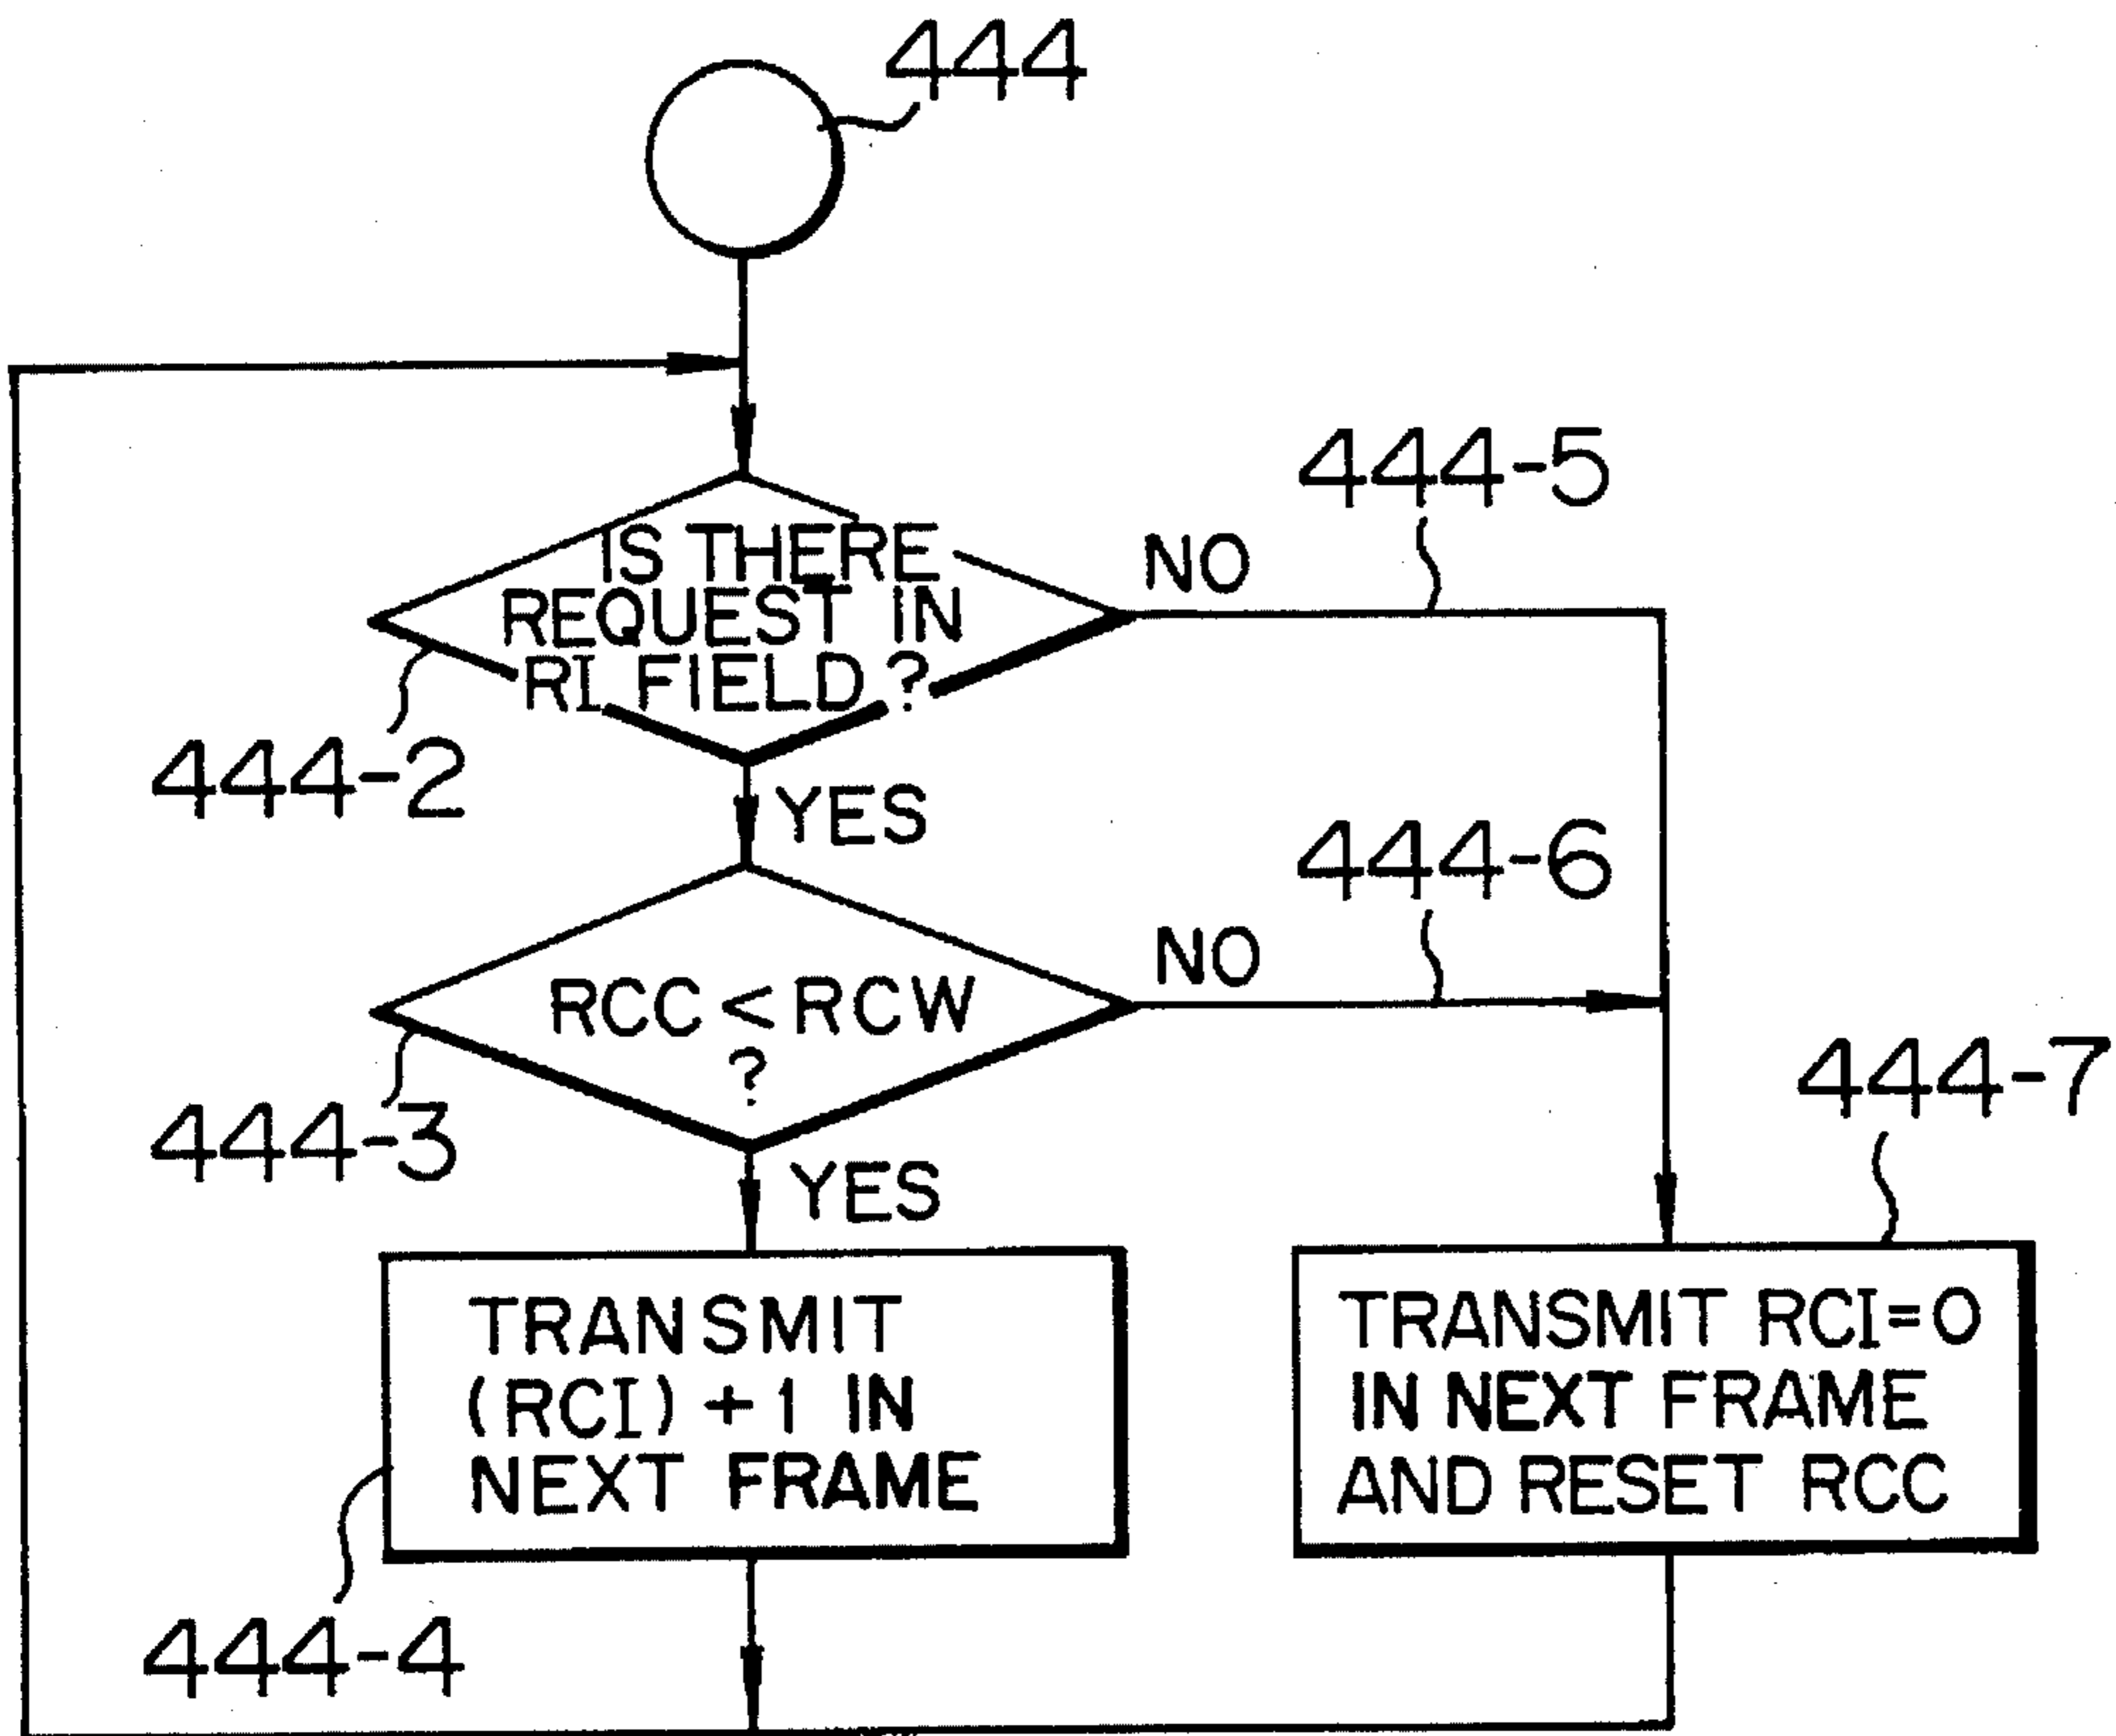 444
444-5
IS THERE
REQUEST IN
RI FIELD ?
NO
444-2
YES
444-6
RCC < RCW
?
NO
444-3
YES
444-7
TRANSMIT
(RCI) + 1 IN
NEXT FRAME
TRANSMIT RCI=0
IN NEXT FRAME
AND RESET RCC
444-4